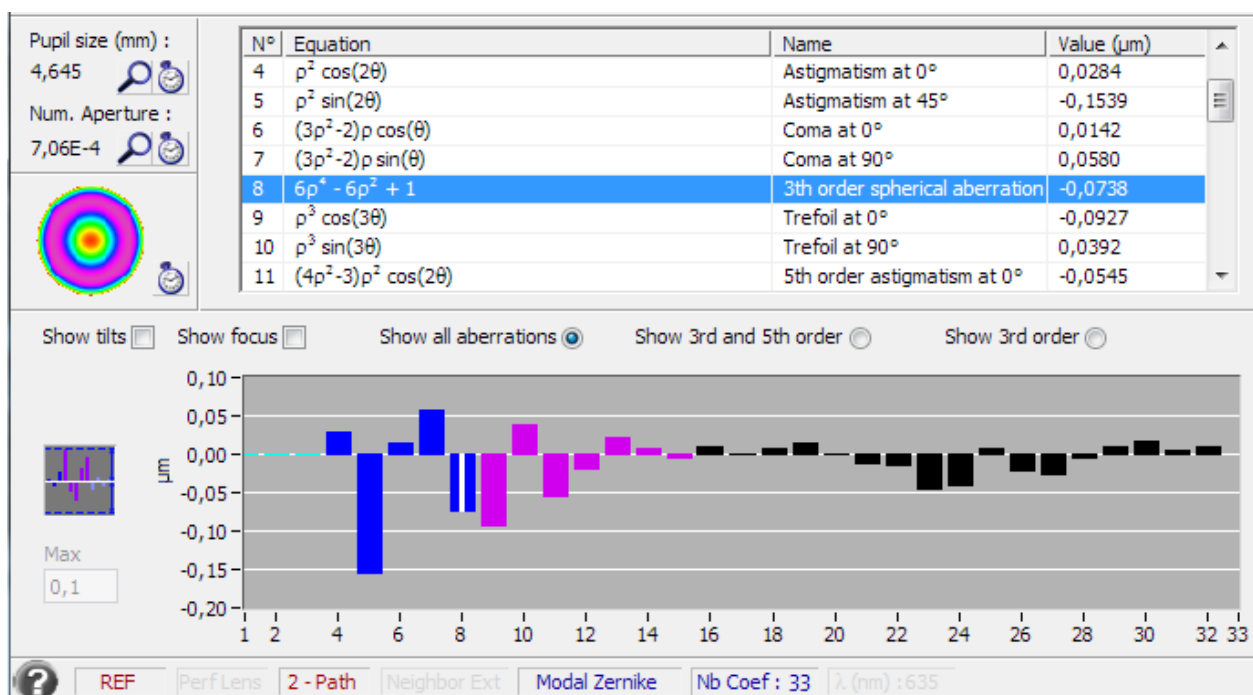 Pupil size (mm) :
4,645
Num. Aperture :
7,06E-4
N° Equation Name Value (µm)
4 ρ² cos(2θ) Astigmatism at 0° 0,0284
5 ρ² sin(2θ) Astigmatism at 45° -0,1539
6 (3ρ²-2)ρ cos(θ) Coma at 0° 0,0142
7 (3ρ²-2)ρ sin(θ) Coma at 90° 0,0580
8 6ρ⁴ - 6ρ² + 1 3th order spherical aberration -0,0738
9 ρ³ cos(3θ) Trefoil at 0° -0,0927
10 ρ³ sin(3θ) Trefoil at 90° 0,0392
11 (4ρ²-3)ρ² cos(2θ) 5th order astigmatism at 0° -0,0545
Show tilts Show focus Show all aberrations Show 3rd and 5th order Show 3rd order
0,10
0,05
0,00
-0,05
-0,10
-0,15
-0,20
µm
Max
0,1
1 2 4 6 8 10 12 14 16 18 20 22 24 26 28 30 32 33
? REF Perf Lens 2 - Path Neighbor Ext Modal Zernike Nb Coef : 33 λ (nm) :635